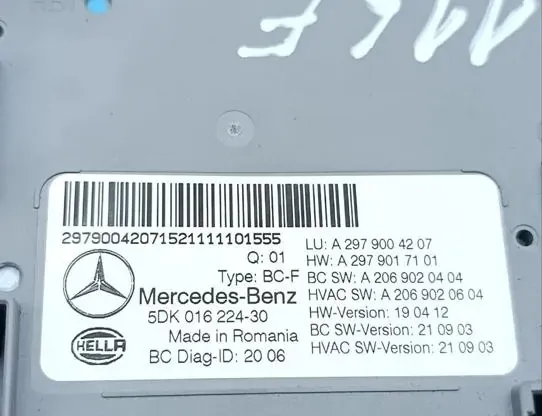 116F
29790042071521111101555
Q: 01
Type: BC-F
Mercedes-Benz
5DK 016 224-30
Made in Romania
BC Diag-ID: 20 06
HELLA
LU: A 297 900 42 07
HW: A 297 901 71 01
BC SW: A 206 902 04 04
HVAC SW: A 206 902 06 04
HW-Version: 19 04 12
BC SW-Version: 21 09 03
HVAC SW-Version: 21 09 03